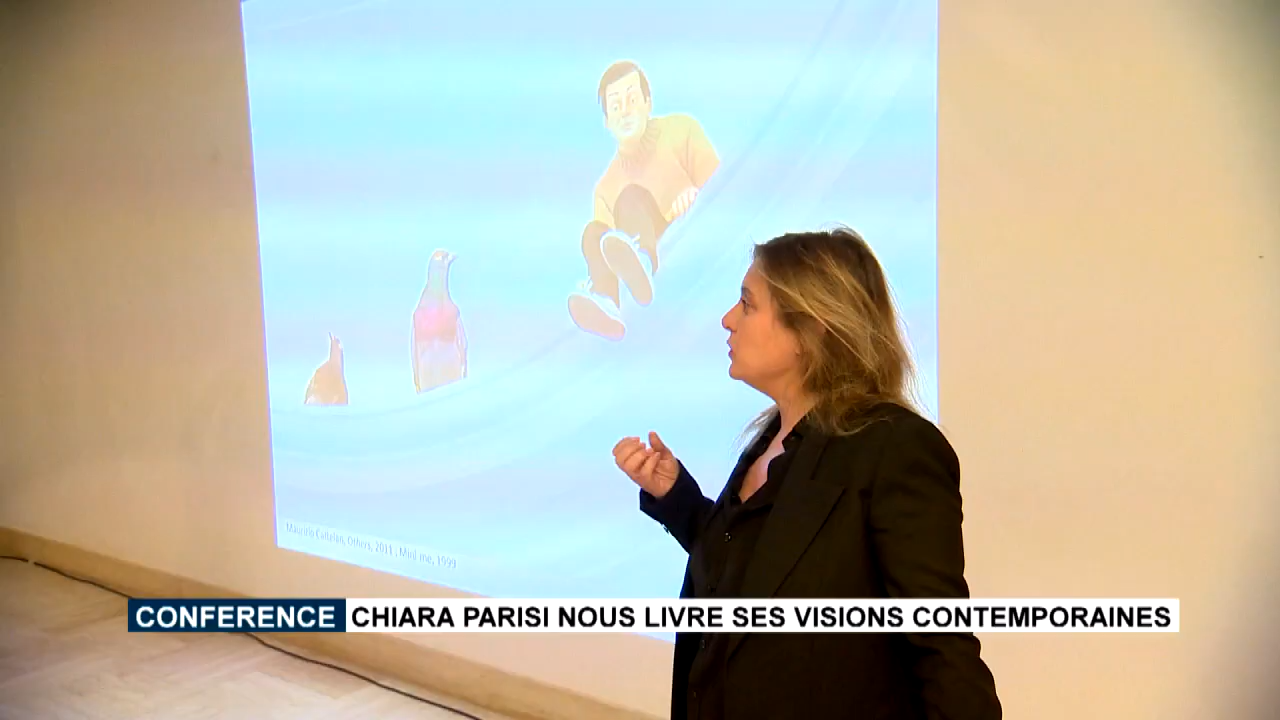 Maurizio Cattelan, Others, 2011 ; Mini-me, 1999
CONFERENCE CHIARA PARISI NOUS LIVRE SES VISIONS CONTEMPORAINES